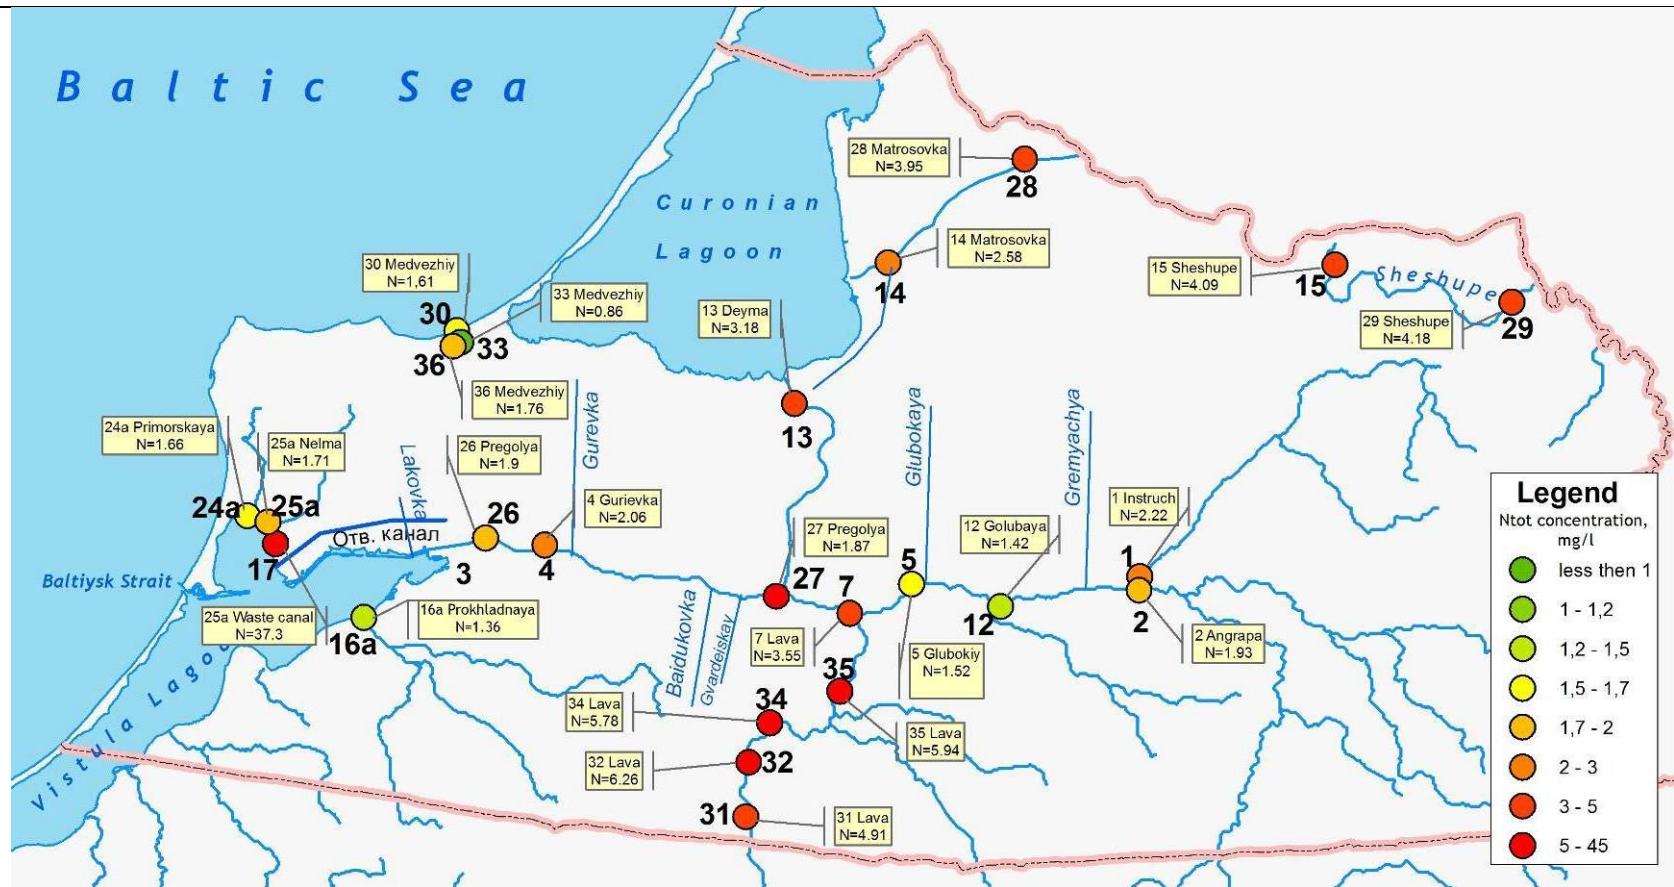 Baltic Sea
28 Matrosovka
N=3.95
28
Curonian
Lagoon
14 Matrosovka
N=2.58
14
15 Sheshupe
N=4.09
15
Sheshupe
29 Sheshupe
N=4.18
29
30 Medvezhiy
N=1,61
30
33 Medvezhiy
N=0.86
33
36
36 Medvezhiy
N=1.76
13 Deyma
N=3.18
13
24a Primorskaya
N=1.66
24a
25a Nelma
N=1.71
25a
17
Lakovka
26 Pregolya
N=1.9
26
Gurevka
4 Gurievka
N=2.06
4
Отв. канал
3
Baltiysk Strait
25a Waste canal
N=37.3
16a Prokhladnaya
N=1.36
16a
Vistula Lagoon
27 Pregolya
N=1.87
27
7
7 Lava
N=3.55
Baidukovka
Gvardeiskay
Glubokaya
5
5 Glubokiy
N=1.52
12 Golubaya
N=1.42
12
Gremyachya
1 Instruch
N=2.22
1
2
2 Angrapa
N=1.93
35
35 Lava
N=5.94
34 Lava
N=5.78
34
32 Lava
N=6.26
32
31
31 Lava
N=4.91
Legend
Ntot concentration,
mg/l
less then 1
1 - 1,2
1,2 - 1,5
1,5 - 1,7
1,7 - 2
2 - 3
3 - 5
5 - 45